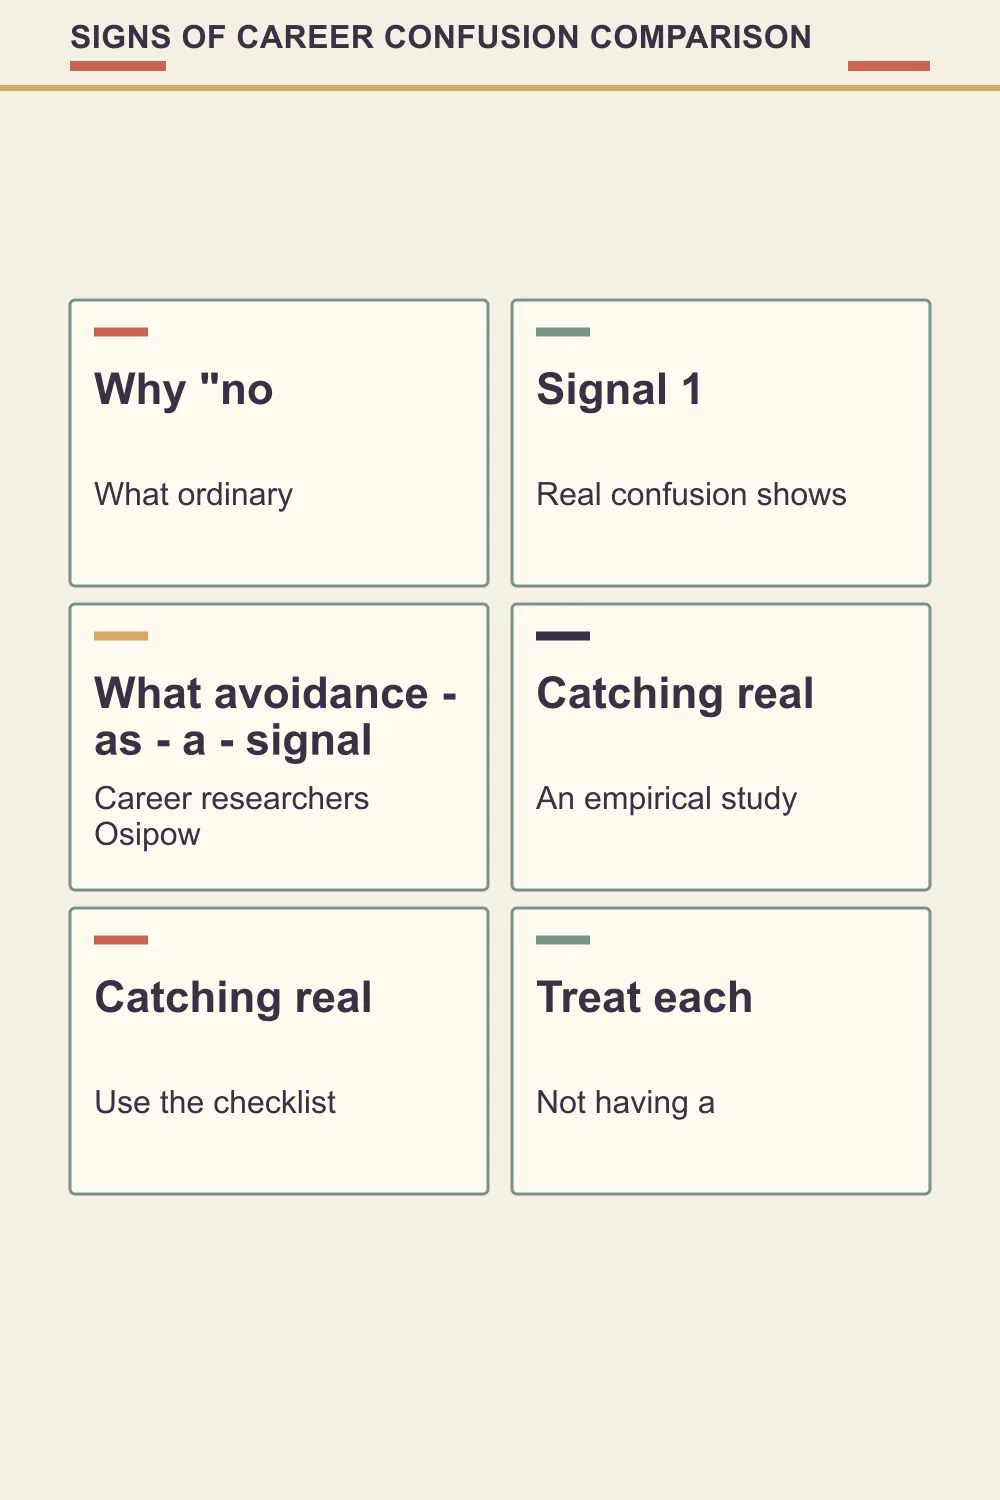 SIGNS OF CAREER CONFUSION COMPARISON
Why "no
What ordinary
Signal 1
Real confusion shows
What avoidance -
as - a - signal
Career researchers
Osipow
Catching real
An empirical study
Catching real
Use the checklist
Treat each
Not having a